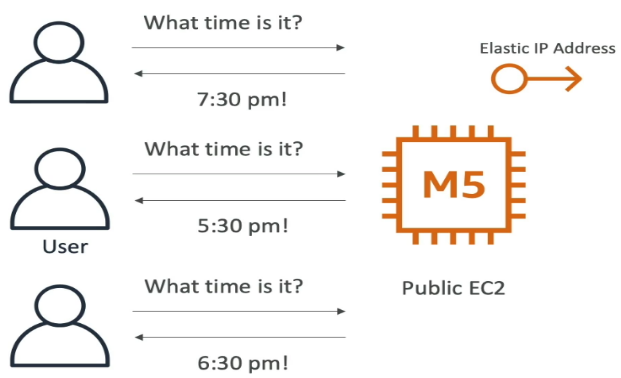 What time is it?
Elastic IP Address
7:30 pm!
What time is it?
M5
5:30 pm!
User
What time is it?
Public EC2
6:30 pm!